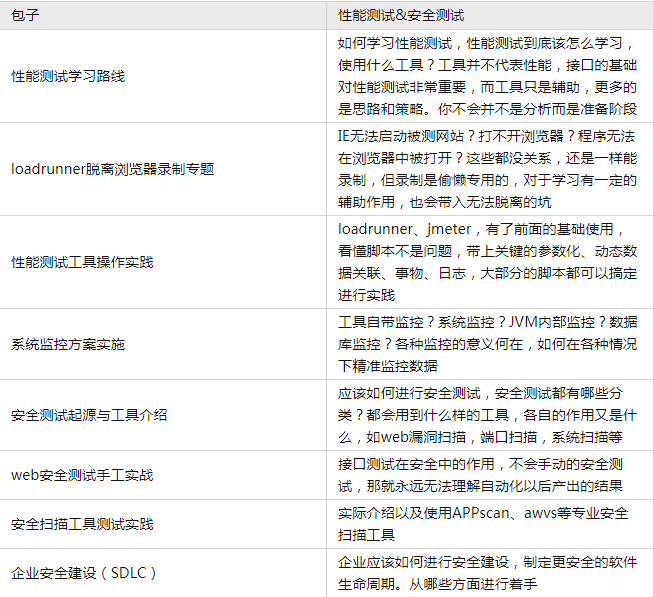 包子
性能测试&安全测试
性能测试学习路线
如何学习性能测试，性能测试到底该怎么学习，
使用什么工具？工具并不代表性能，接口的基础
对性能测试非常重要，而工具只是辅助，更多的
是思路和策略。你不会并不是分析而是准备阶段
loadrunner脱离浏览器录制专题
IE无法启动被测网站？打不开浏览器？程序无法
在浏览器中被打开？这些都没关系，还是一样能
录制，但录制是偷懒专用的，对于学习有一定的
辅助作用，也会带入无法脱离的坑
性能测试工具操作实践
loadrunner、jmeter，有了前面的基础使用，
看懂脚本不是问题，带上关键的参数化、动态数
据关联、事物、日志，大部分的脚本都可以搞定
进行实践
系统监控方案实施
工具自带监控？系统监控？JVM内部监控？数据
库监控？各种监控的意义何在，如何在各种情况
下精准监控数据
安全测试起源与工具介绍
应该如何进行安全测试，安全测试都有哪些分
类？都会用到什么样的工具，各自的作用又是什
么，如web漏洞扫描，端口扫描，系统扫描等
web安全测试手工实战
接口测试在安全中的作用，不会手动的安全测
试，那就永远无法理解自动化以后产出的结果
安全扫描工具测试实践
实际介绍以及使用APPscan、awvs等专业安全
扫描工具
企业安全建设（SDLC）
企业应该如何进行安全建设，制定更安全的软件
生命周期。从哪些方面进行着手